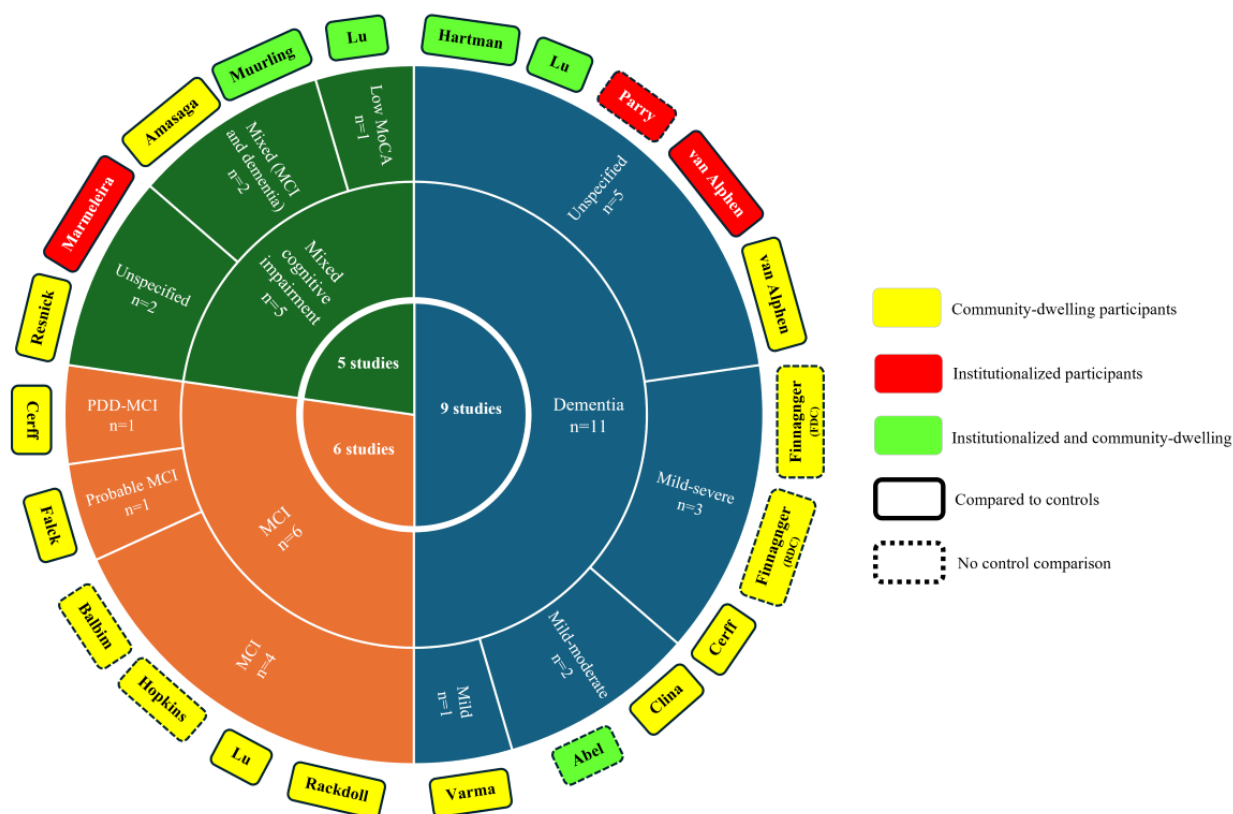 Lu
Muurling
Amasaga
Marmeleira
Resnick
Cerff
Falck
Balbim
Hopkins
Lu
Rackdoll
Hartman
Lu
Parry
van Alphen
van Alphen
Finnagnger
(FDC)
Finnagnger
(RDC)
Cerff
Clina
Abel
Varma
Low MoCA
n=1
Mixed (MCI
and dementia)
n=2
Unspecified
n=2
Mixed
cognitive
impairment
n=5
5 studies
PDD-MCI
n=1
Probable MCI
n=1
MCI
n=4
MCI
n=6
6 studies
9 studies
Dementia
n=11
Unspecified
n=5
Mild-severe
n=3
Mild-moderate
n=2
Mild
n=1
Community-dwelling participants
Institutionalized participants
Institutionalized and community-dwelling
Compared to controls
No control comparison